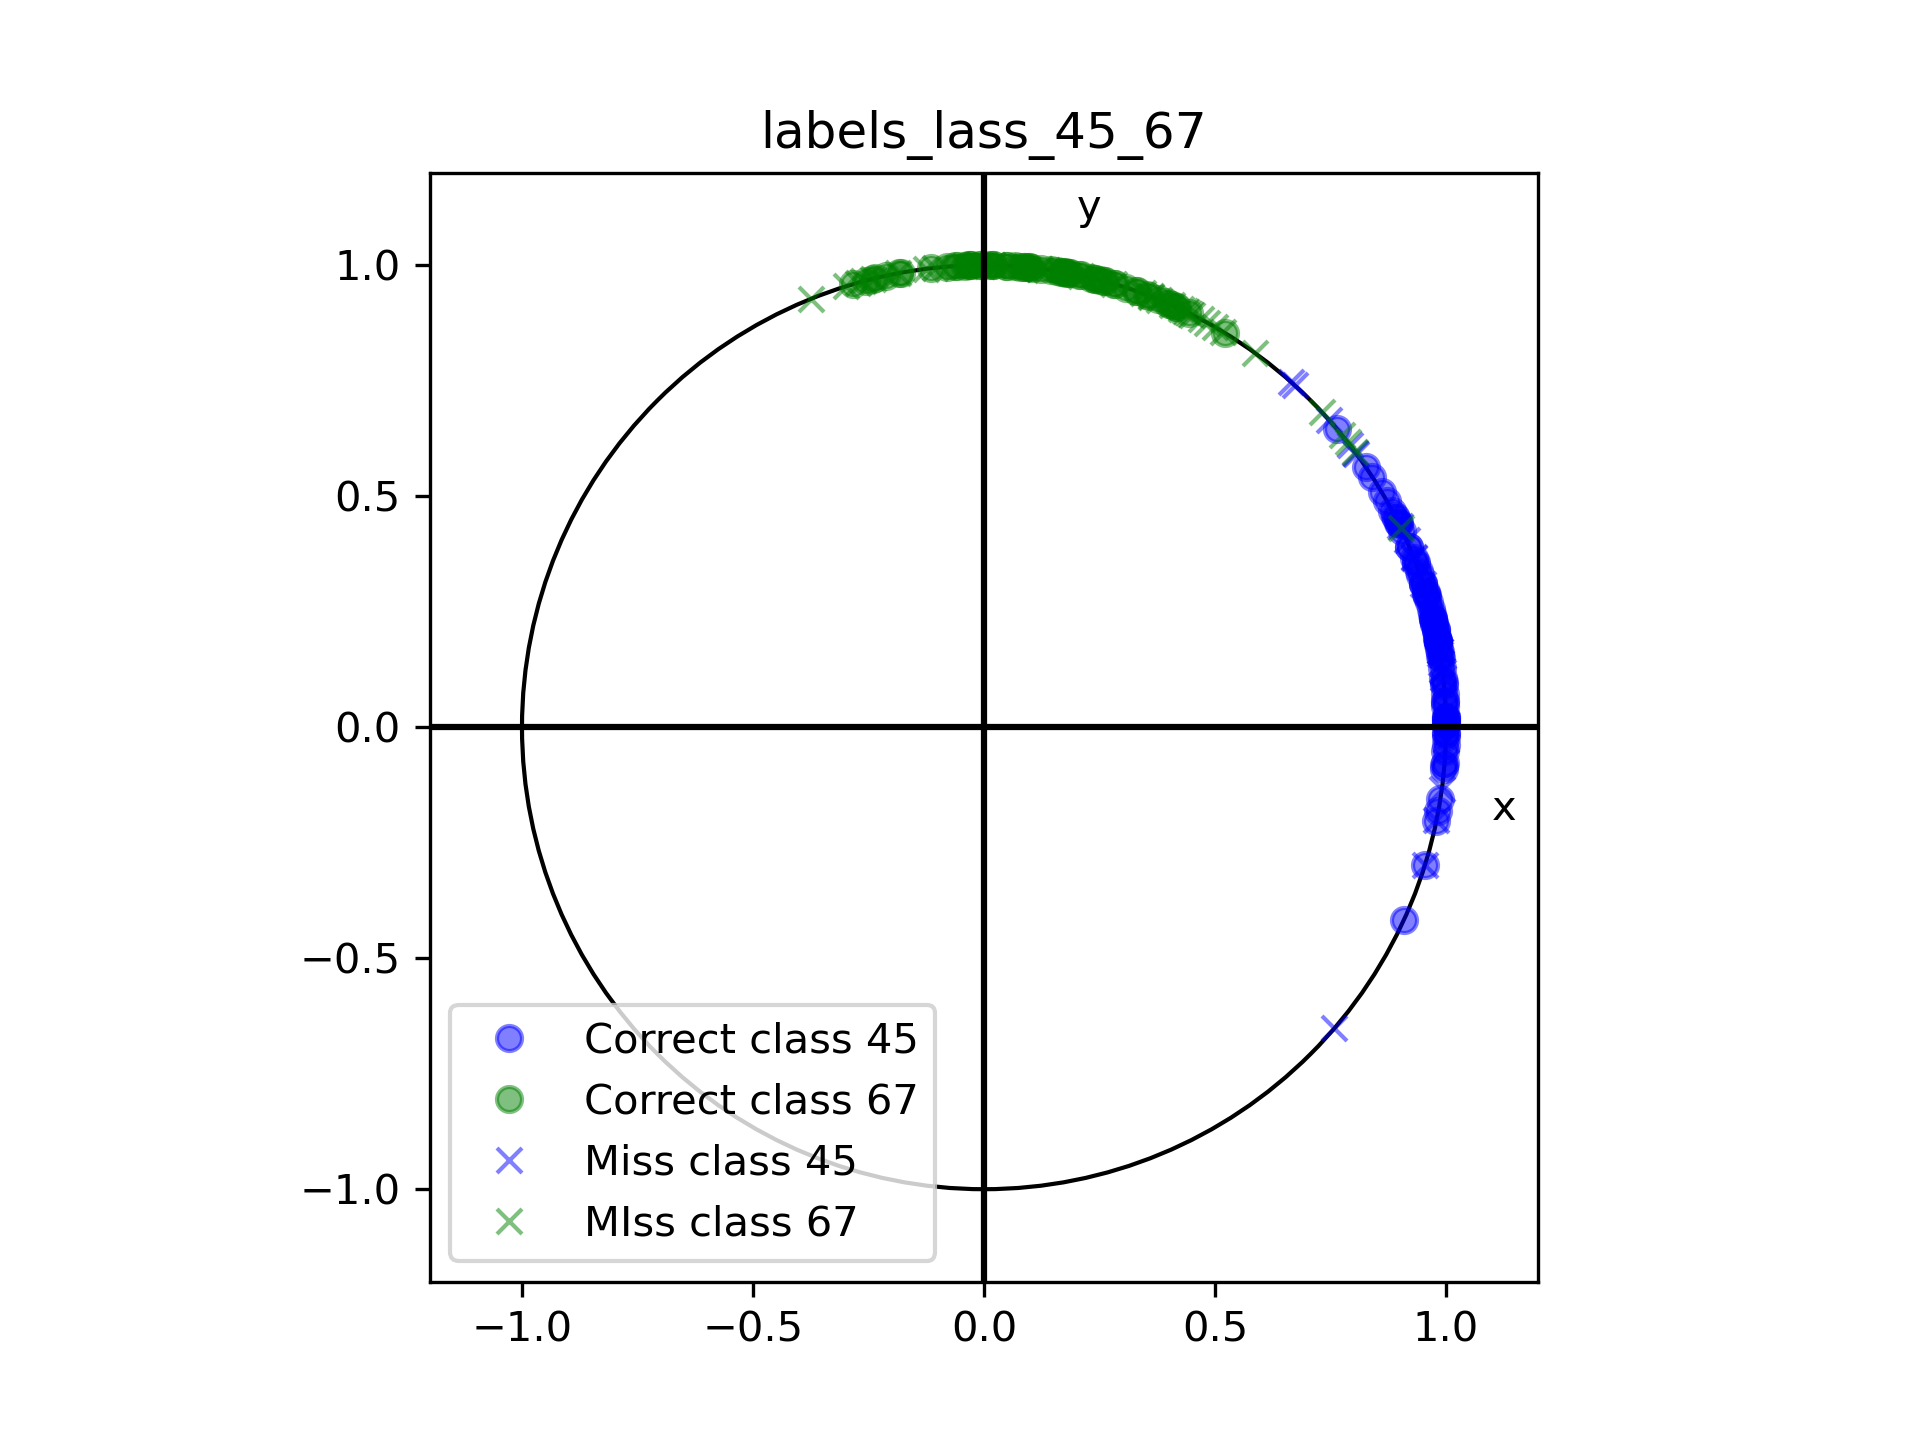 labels_lass_45_67
y
1.0
0.5
0.0
x
−0.5
−1.0
Correct class 45
Correct class 67
Miss class 45
MIss class 67
−1.0 −0.5 0.0 0.5 1.0